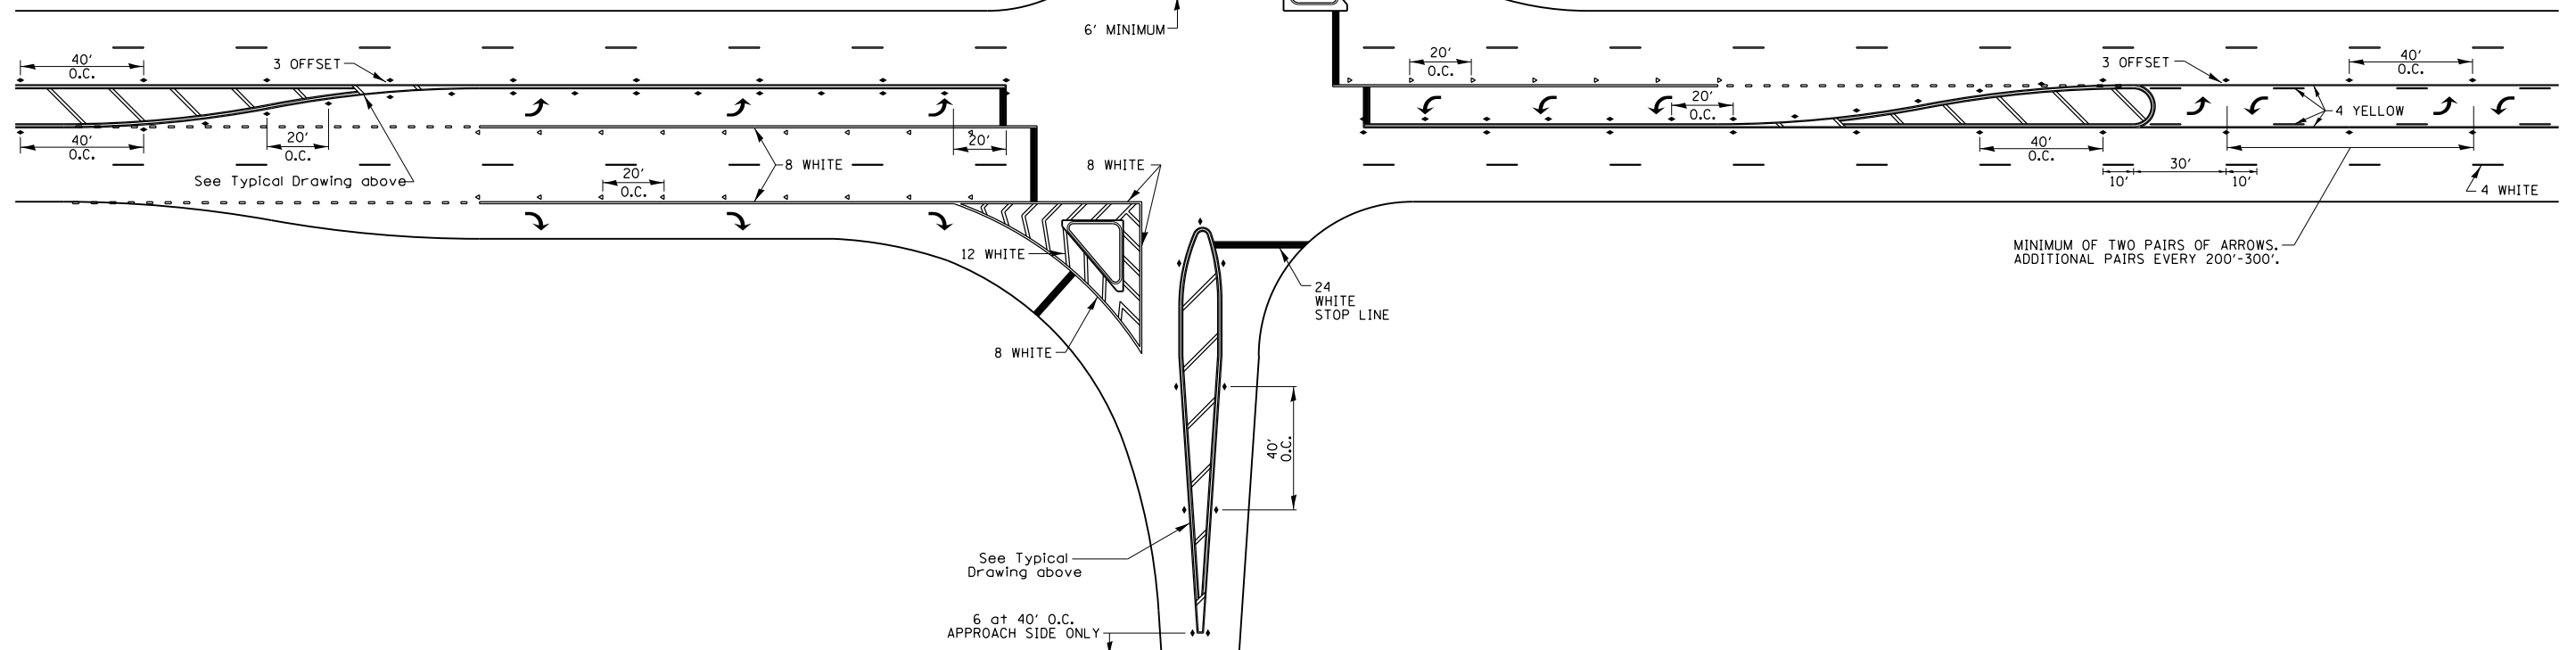 6' MINIMUM
40'
O.C.
3 OFFSET
20'
O.C.
3 OFFSET
40'
O.C.
20'
O.C.
4 YELLOW
40'
O.C.
20'
O.C.
20'
40'
O.C.
See Typical Drawing above
20'
O.C.
8 WHITE
8 WHITE
10'
30'
10'
4 WHITE
12 WHITE
MINIMUM OF TWO PAIRS OF ARROWS.
ADDITIONAL PAIRS EVERY 200'-300'.
24
WHITE
STOP LINE
8 WHITE
40'
O.C.
See Typical
Drawing above
6 at 40' O.C.
APPROACH SIDE ONLY